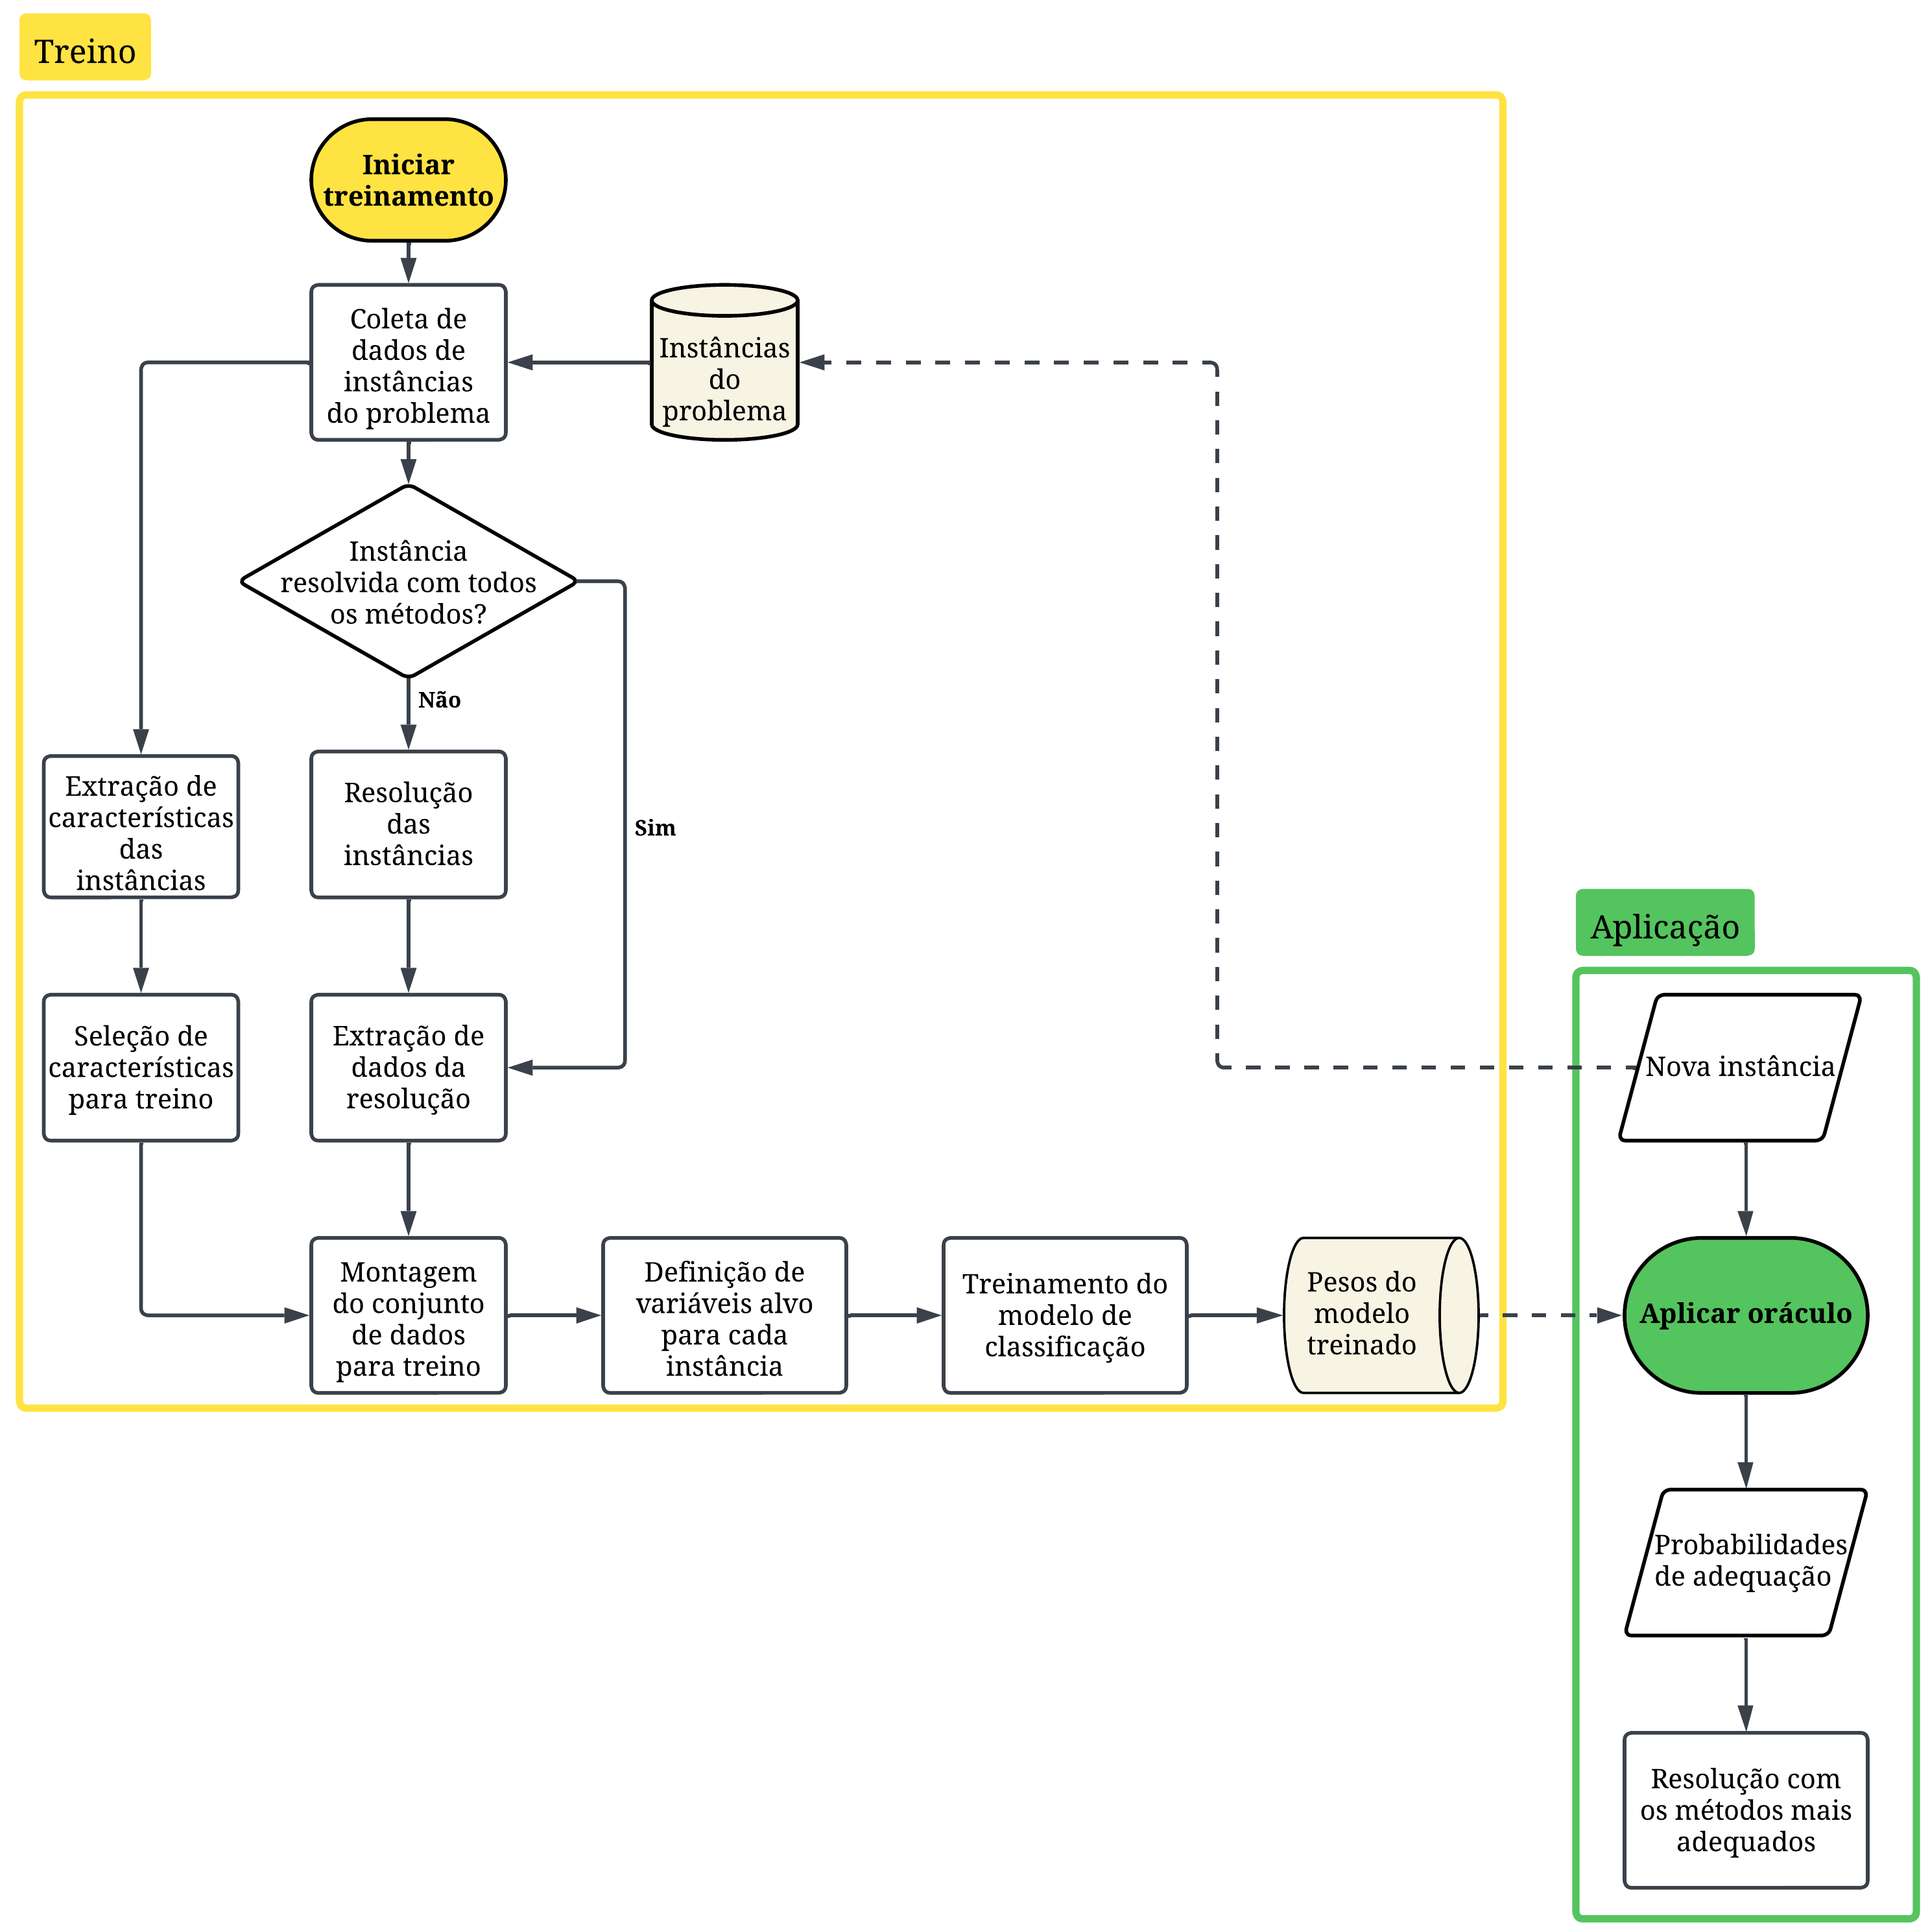 Treino
Iniciar
treinamento
Coleta de
dados de
instâncias
do problema
Instâncias
do
problema
Instância
resolvida com todos
os métodos?
Não
Sim
Extração de
características
das
instâncias
Resolução
das
instâncias
Seleção de
características
para treino
Extração de
dados da
resolução
Montagem
do conjunto
de dados
para treino
Definição de
variáveis alvo
para cada
instância
Treinamento do
modelo de
classificação
Pesos do
modelo
treinado
Aplicação
Nova instância
Aplicar oráculo
Probabilidades
de adequação
Resolução com
os métodos mais
adequados